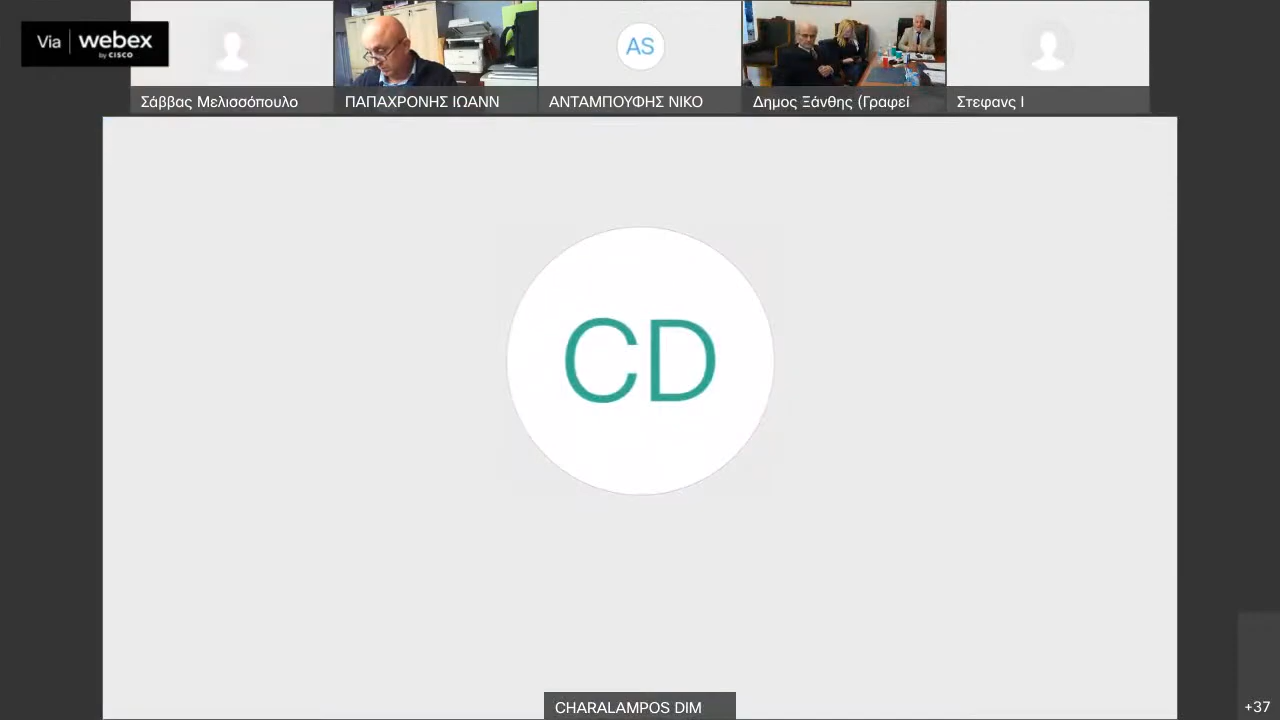 Via webex
by CISCO
AS
Σάββας Μελισσόπουλο
ΠΑΠΑΧΡΟΝΗΣ ΙΩΑΝΝ
ΑΝΤΑΜΠΟΥΦΗΣ ΝΙΚΟ
Δημος Ξάνθης (Γραφεί
Στεφανς Ι
CD
CHARALAMPOS DIM
+37